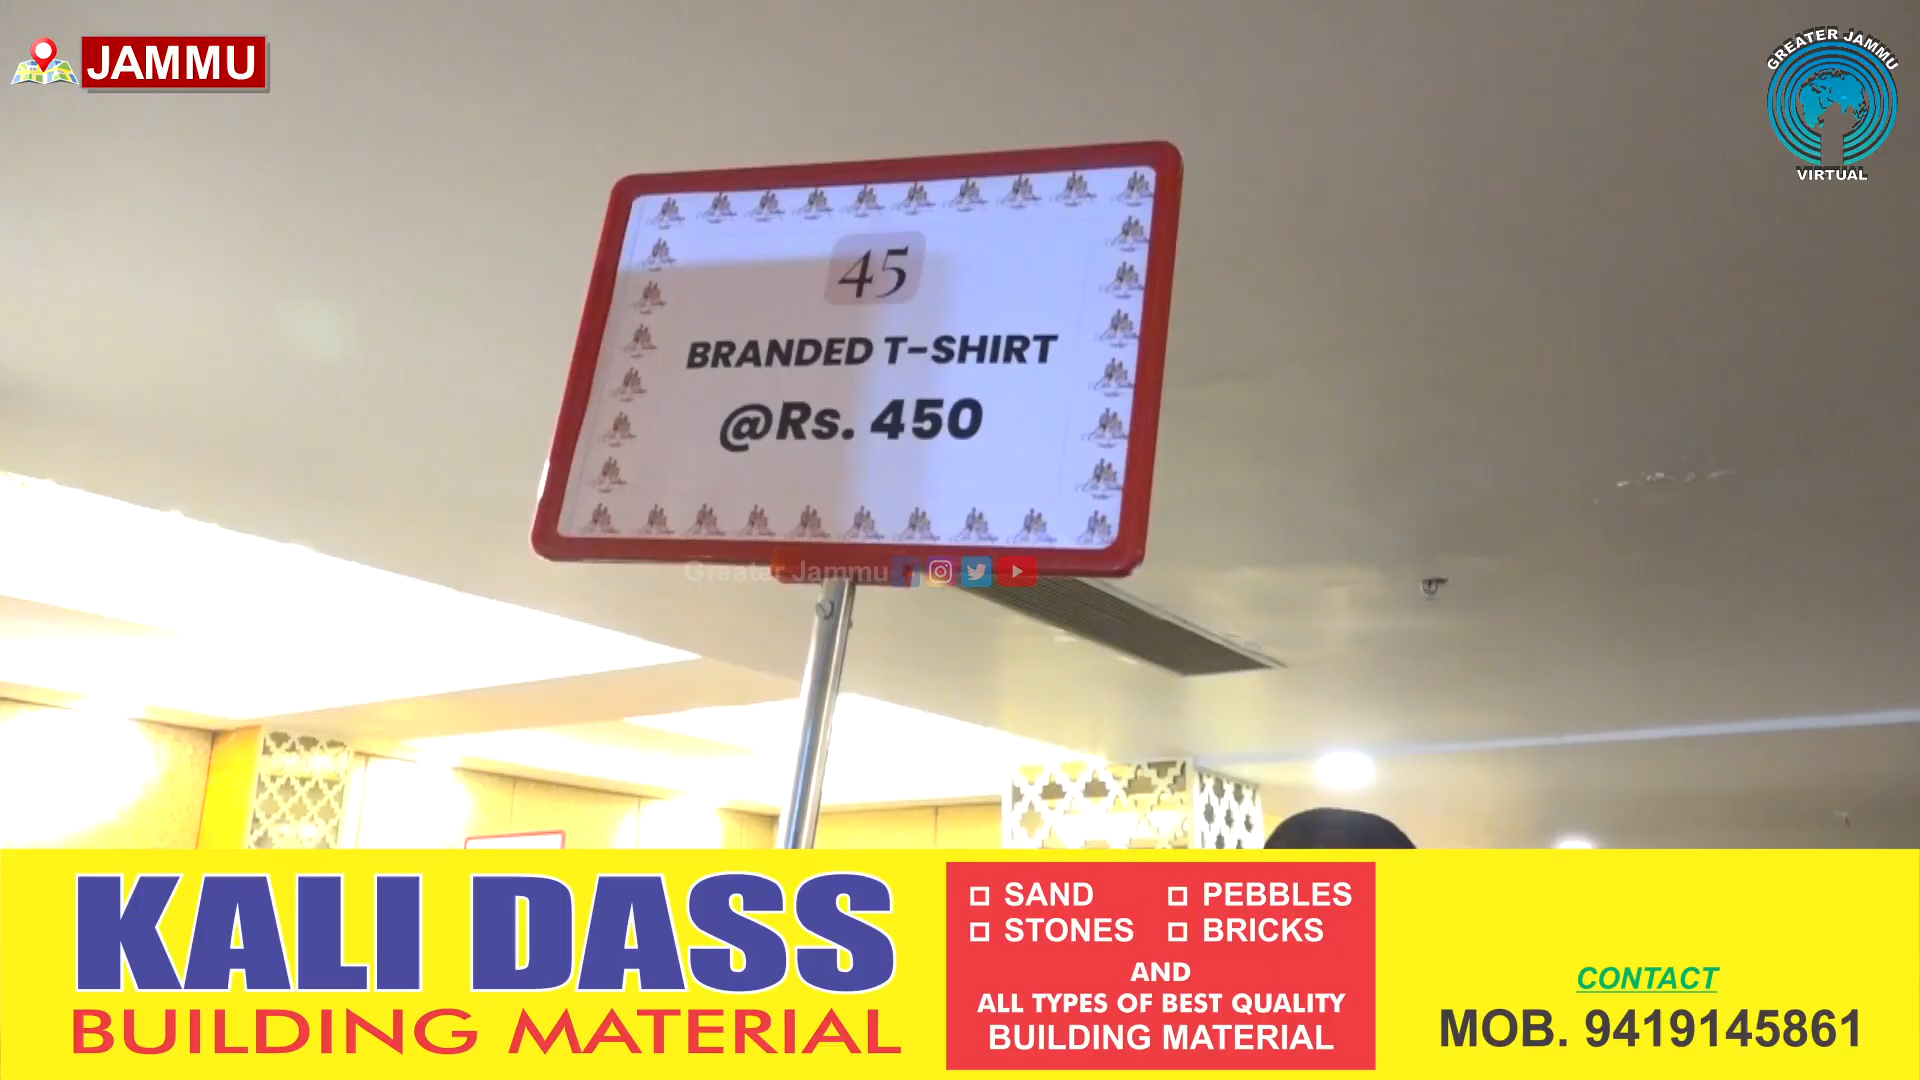 JAMMU
GREATER JAMMU
VIRTUAL
45
BRANDED T-SHIRT
@Rs. 450
Greater Jammu
KALI DASS
BUILDING MATERIAL
SAND
PEBBLES
STONES
BRICKS
AND
ALL TYPES OF BEST QUALITY
BUILDING MATERIAL
CONTACT
MOB. 9419145861